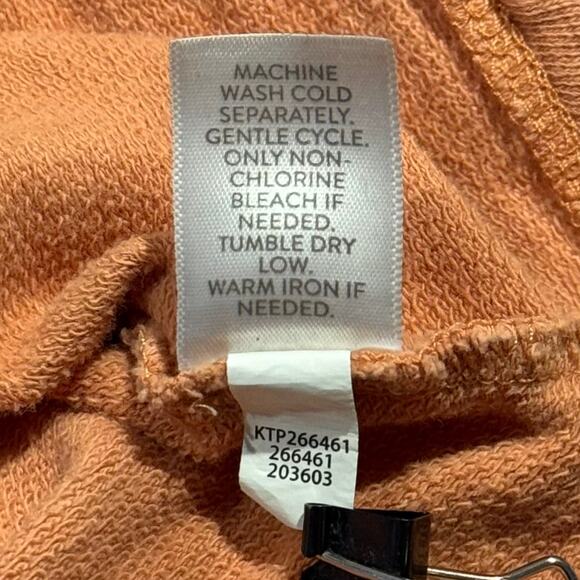 MACHINE
WASH COLD
SEPARATELY.
GENTLE CYCLE.
ONLY NON-
CHLORINE
BLEACH IF
NEEDED.
TUMBLE DRY
LOW.
WARM IRON IF
NEEDED.
KTP266461
266461
203603